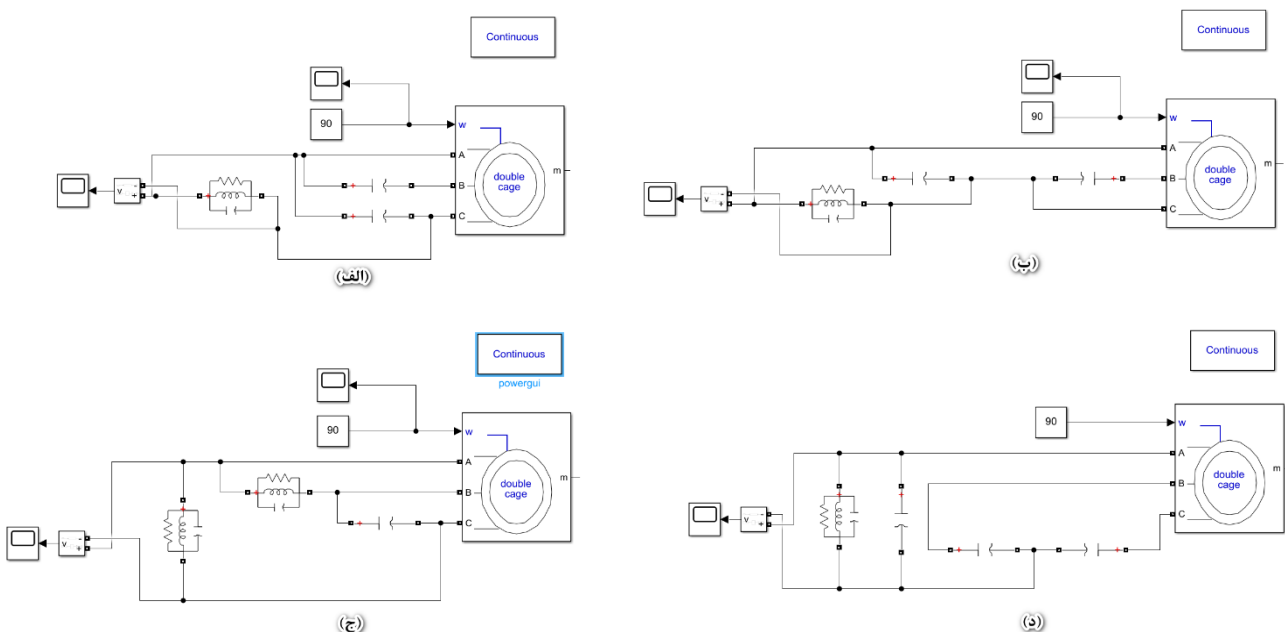 Continuous
90
w
A
B
C
m
double
cage
v
-
+
(الف)
Continuous
90
w
A
B
C
m
double
cage
v
-
+
(ب)
Continuous
powergui
90
w
A
B
C
m
double
cage
v
-
+
(ج)
Continuous
90
w
A
B
C
m
double
cage
v
-
+
(د)